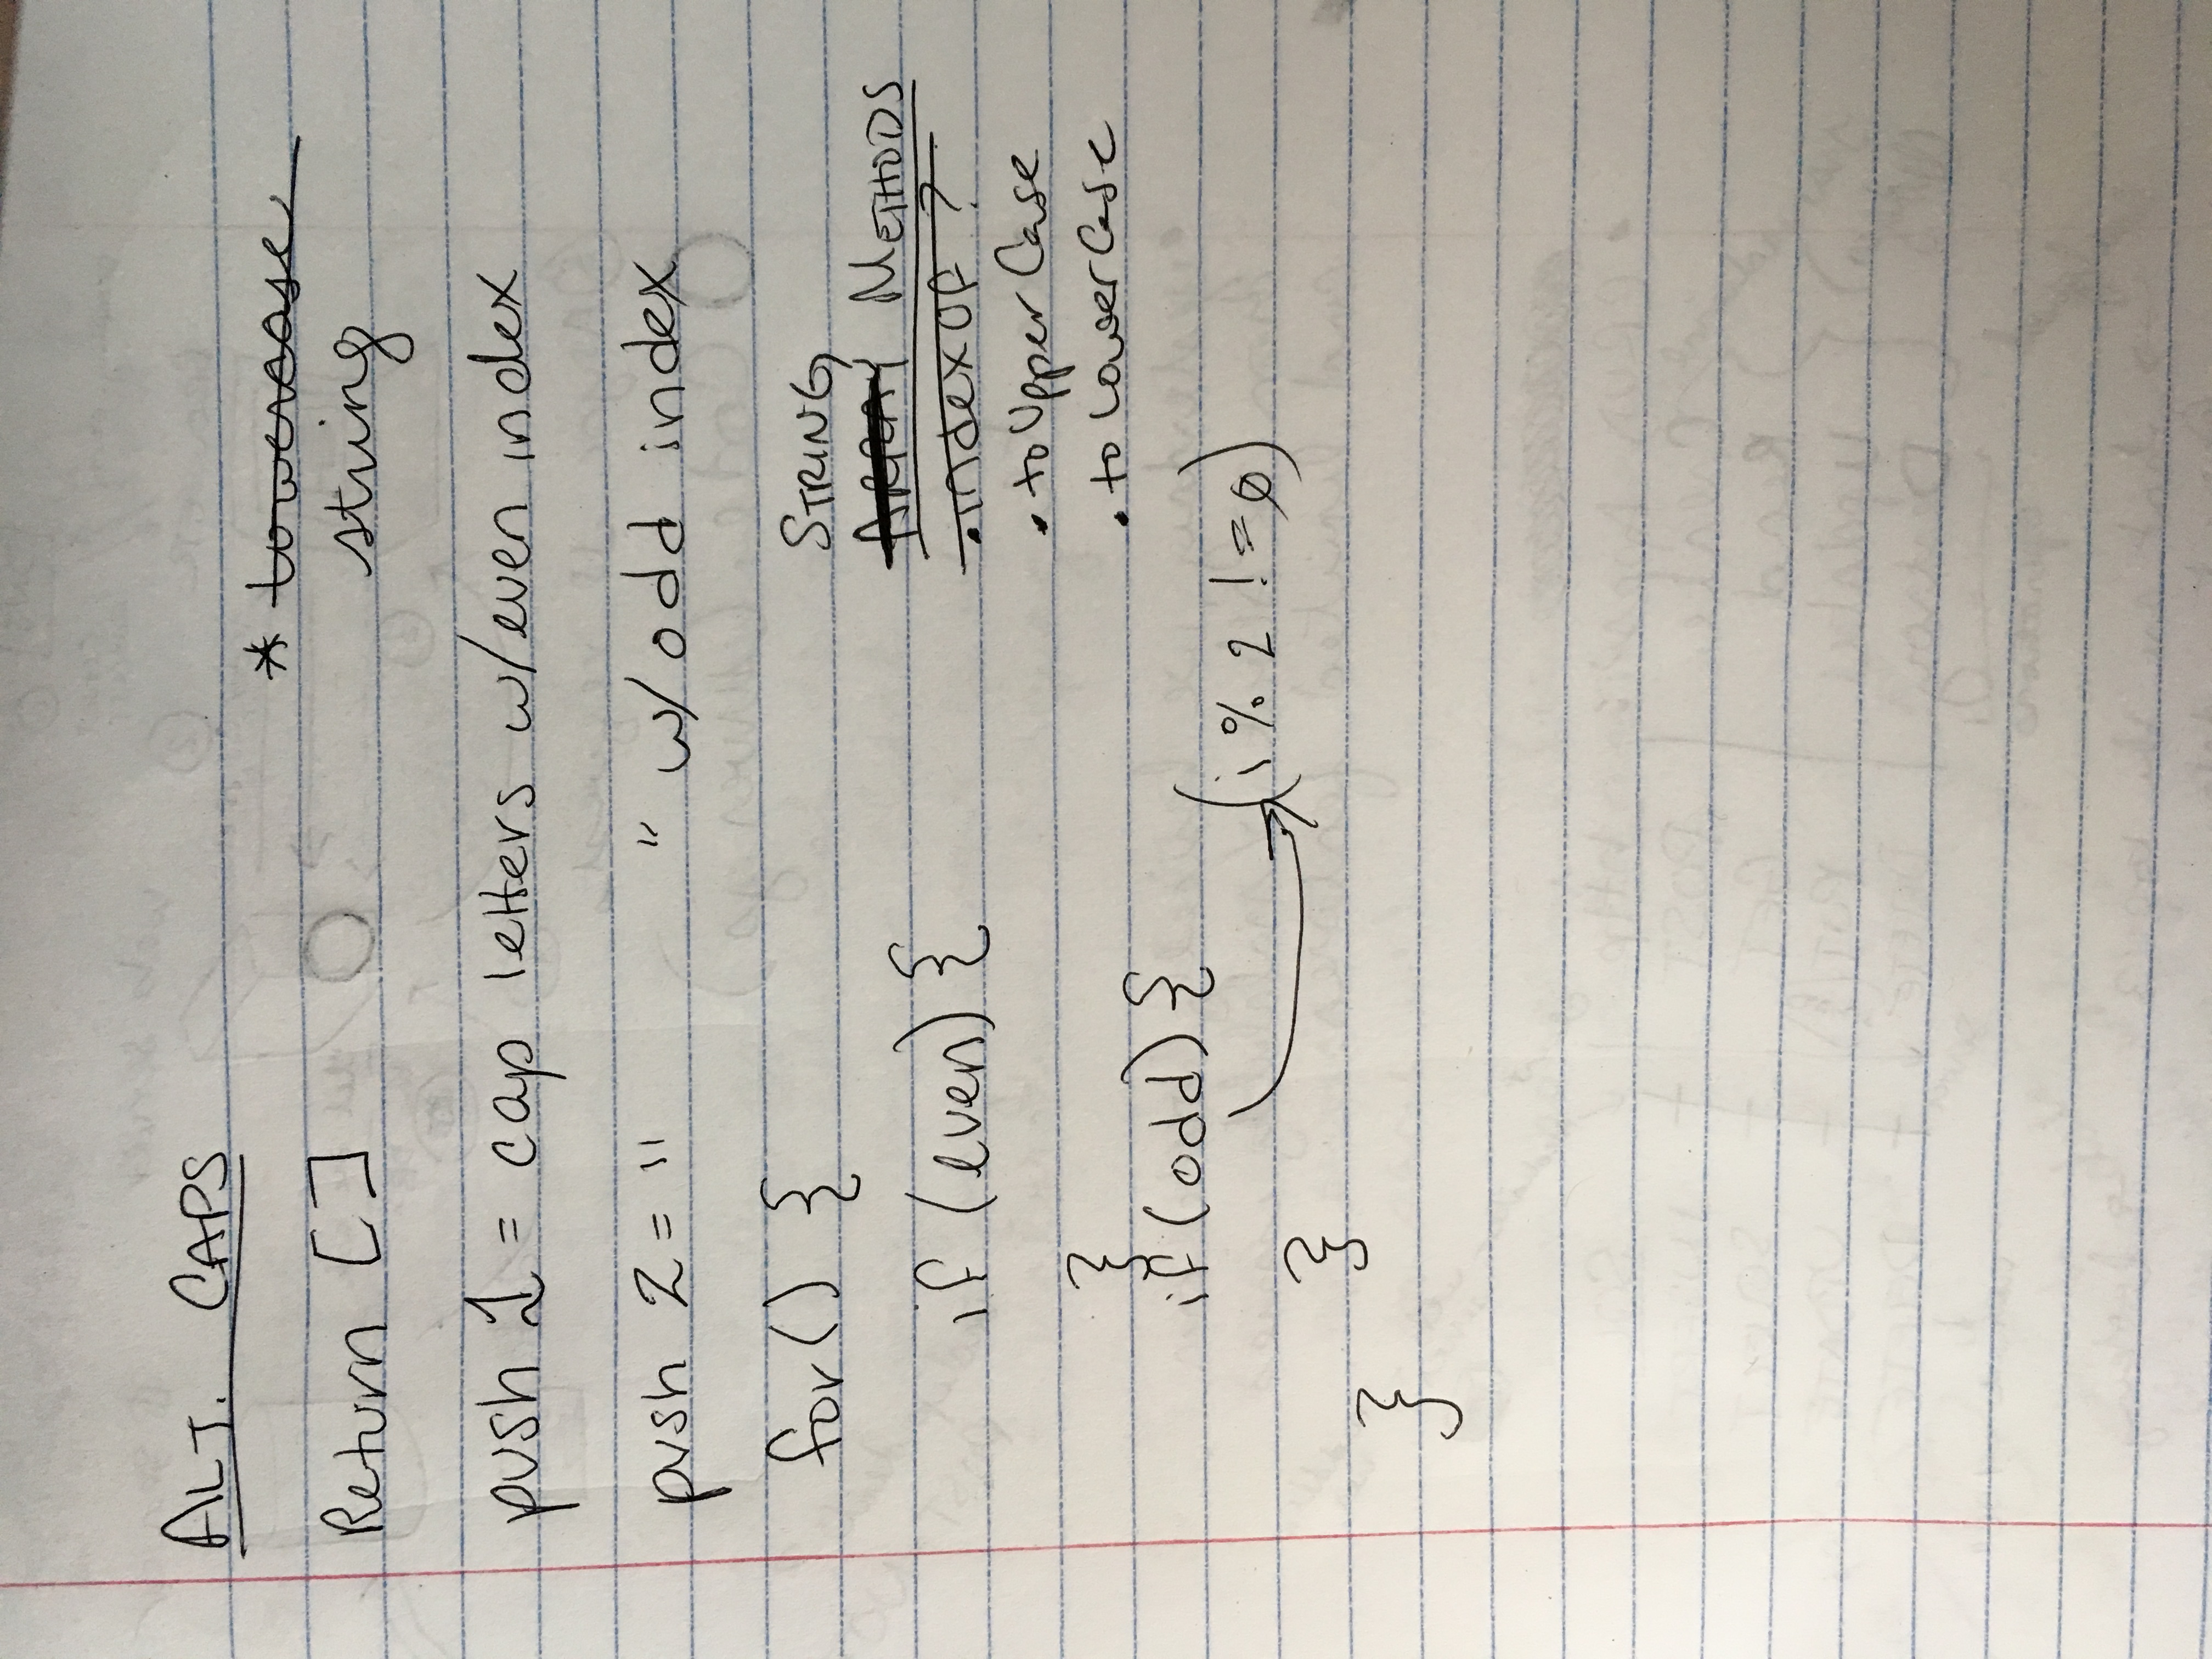 ALT. CAPS
* lowercase
string
Return []
push 1 = cap letters w/even index
push 2 = " " w/ odd index
for() {
STRING
ARRAY METHODS
if (even) {
.indexOf ?
. toUpperCase
}
. toLowerCase
if (odd) {
(i % 2 != 0)
}
}